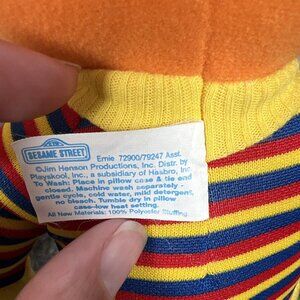 SESAME STREET
Ernie 72900/79247 Asst.
©Jim Henson Productions, Inc. Distr. by
Playskool, Inc., a subsidiary of Hasbro, Inc.
To Wash: Place in pillow case & tie end
closed. Machine wash separately -
gentle cycle, cold water, mild detergent,
no bleach. Tumble dry in pillow
case-low heat setting.
All New Materials: 100% Polyester Stuffing